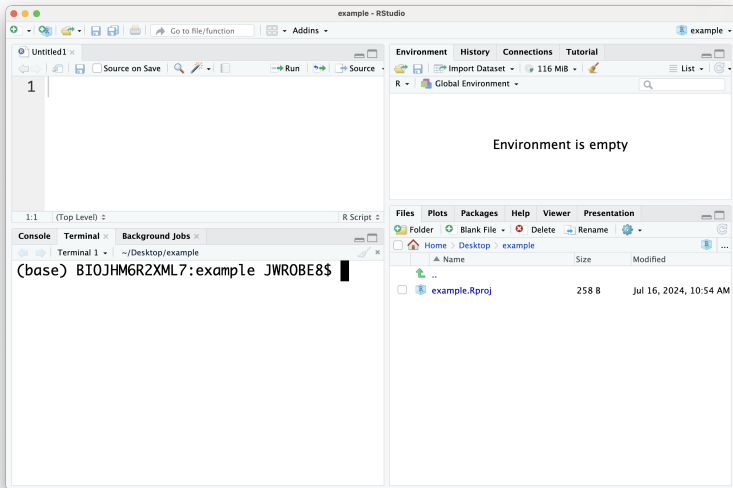 example - RStudio
Go to file/function
Addins
example
Untitled1
Source on Save
Run
Source
1
1:1
(Top Level)
R Script
Console
Terminal
Background Jobs
Terminal 1
~/Desktop/example
(base) BIOJHM6R2XML7:example JWROBE8$
Environment
History
Connections
Tutorial
Import Dataset
116 MiB
List
R
Global Environment
Environment is empty
Files
Plots
Packages
Help
Viewer
Presentation
Folder
Blank File
Delete
Rename
Home
Desktop
example
...
Name
Size
Modified
..
example.Rproj
258 B
Jul 16, 2024, 10:54 AM